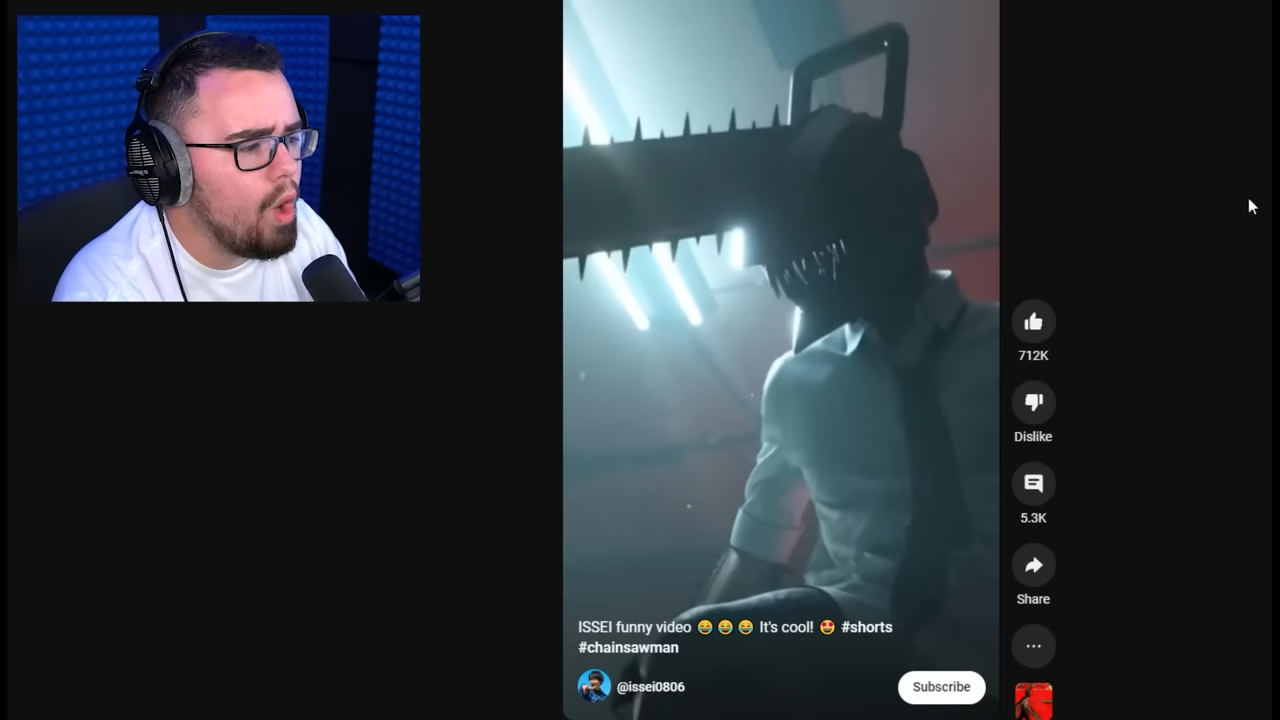 712K
Dislike
5.3K
Share
ISSEI funny video 😂😂😂 It's cool! 😍 #shorts
#chainsawman
@issei0806
Subscribe